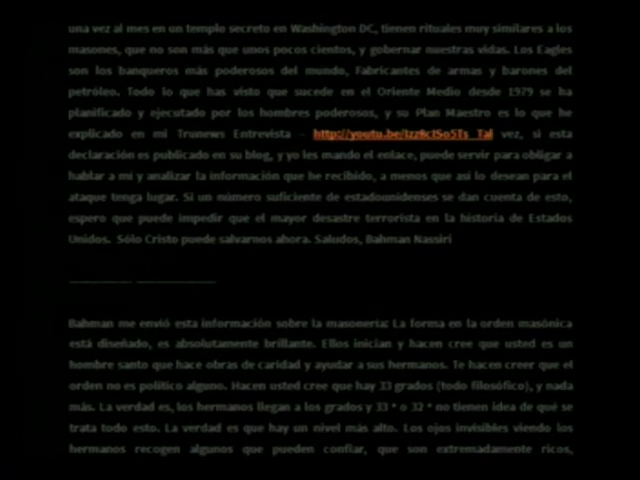 una vez al mes en un templo secreto en Washington DC, tienen rituales muy similares a los
masones, que no son más que unos pocos cientos, y gobernar nuestras vidas. Los Eagles
son los banqueros más poderosos del mundo, Fabricantes de armas y barones del
petróleo. Todo lo que has visto que sucede en el Oriente Medio desde 1979 se ha
planificado y ejecutado por los hombres poderosos, y su Plan Maestro es lo que he
explicado en mi Trunews Entrevista – Tal vez, si esta
declaración es publicado en su blog, y yo les mando el enlace, puede servir para obligar a
hablar a mí y analizar la información que he recibido, a menos que así lo desean para el
ataque tenga lugar. Si un número suficiente de estadounidenses se dan cuenta de esto,
espero que puede impedir que el mayor desastre terrorista en la historia de Estados
Unidos. Sólo Cristo puede salvarnos ahora. Saludos, Bahman Nassiri
Bahman me envió esta información sobre la masonería: La forma en la orden masónica
está diseñado, es absolutamente brillante. Ellos inician y hacen cree que usted es un
hombre santo que hace obras de caridad y ayudar a sus hermanos. Te hacen creer que el
orden no es político alguno. Hacen usted cree que hay 33 grados (todo filosófico), y nada
más. La verdad es, los hermanos llegan a los grados y 33 * o 32 * no tienen idea de qué se
trata todo esto. La verdad es que hay un nivel más alto. Los ojos invisibles viendo los
hermanos recogen algunos que pueden confiar, que son extremadamente ricos,